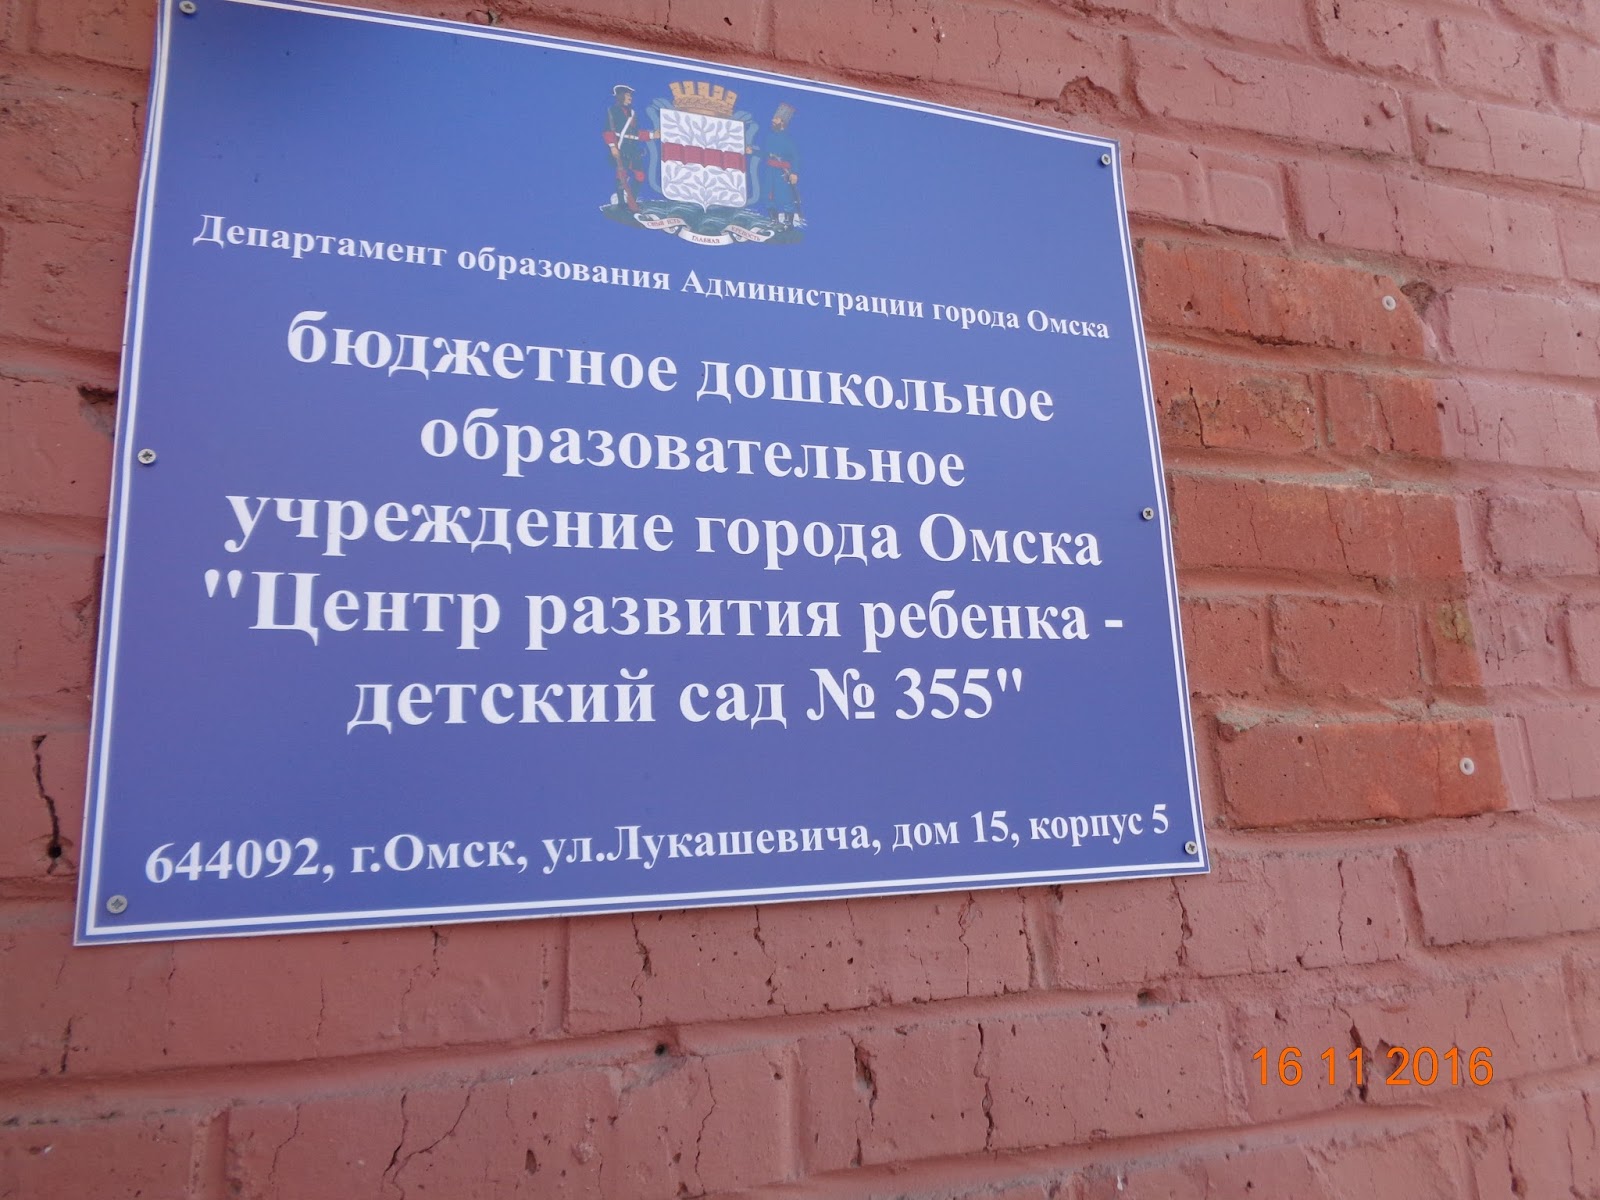 Департамент образования Администрации города Омска
бюджетное дошкольное
образовательное
учреждение города Омска
"Центр развития ребенка -
детский сад № 355"
644092, г.Омск, ул.Лукашевича, дом 15, корпус 5
16 11 2016